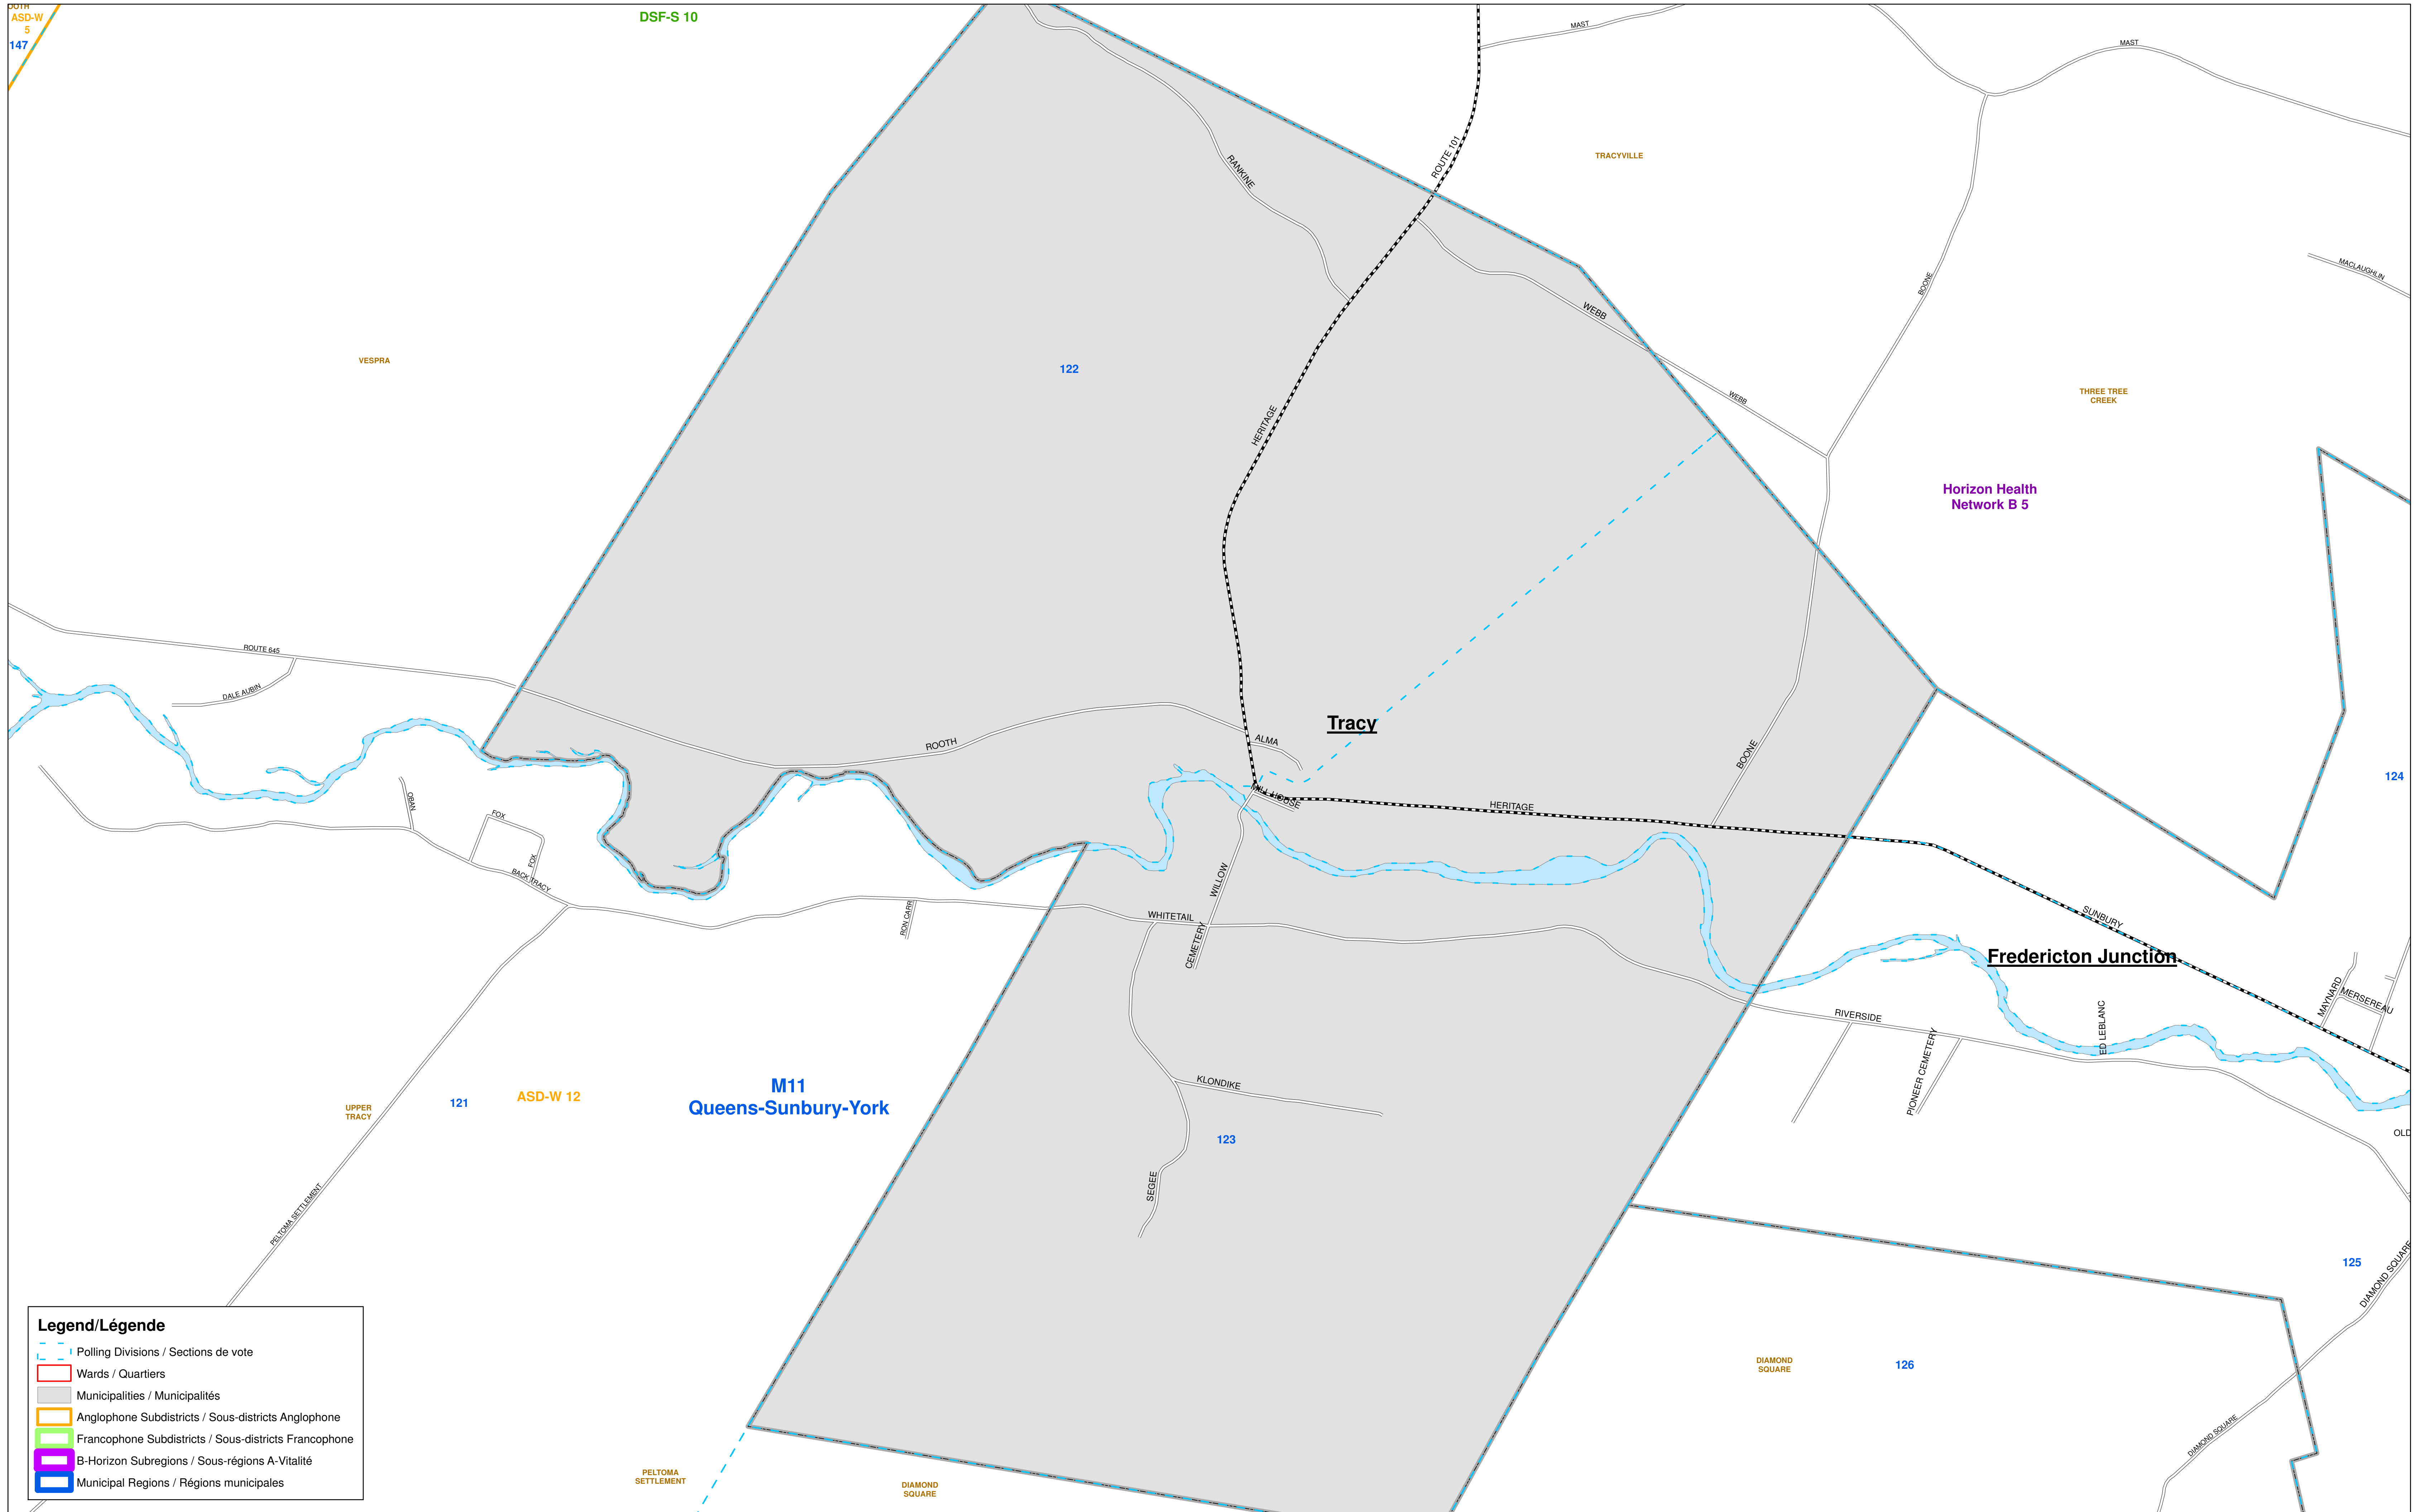 OUTH
ASD-W
5
147
DSF-S 10
MAST
MAST
ROUTE 101
TRACYVILLE
RANKINE
BOONE
MACLAUGHLIN
WEBB
VESPRA
122
WEBB
THREE TREE
CREEK
HERITAGE
Horizon Health
Network B 5
ROUTE 645
DALE AUBIN
Tracy
ROOTH
ALMA
BOONE
124
ORAN
MILL HOUSE
HERITAGE
FOX
FOX
BACK TRACY
WILLOW
RON CARR
WHITETAIL
CEMETERY
SUNBURY
Fredericton Junction
MAYNARD
MERSEREAU
RIVERSIDE
ED LEBLANC
PIONEER CEMETERY
M11
Queens-Sunbury-York
KLONDIKE
UPPER
TRACY
121
ASD-W 12
123
OLD
SEGEE
PELTOMA SETTLEMENT
125
DIAMOND SQUARE
DIAMOND
SQUARE
126
DIAMOND SQUARE
PELTOMA
SETTLEMENT
DIAMOND
SQUARE
Legend/Légende
Polling Divisions / Sections de vote
Wards / Quartiers
Municipalities / Municipalités
Anglophone Subdistricts / Sous-districts Anglophone
Francophone Subdistricts / Sous-districts Francophone
B-Horizon Subregions / Sous-régions A-Vitalité
Municipal Regions / Régions municipales